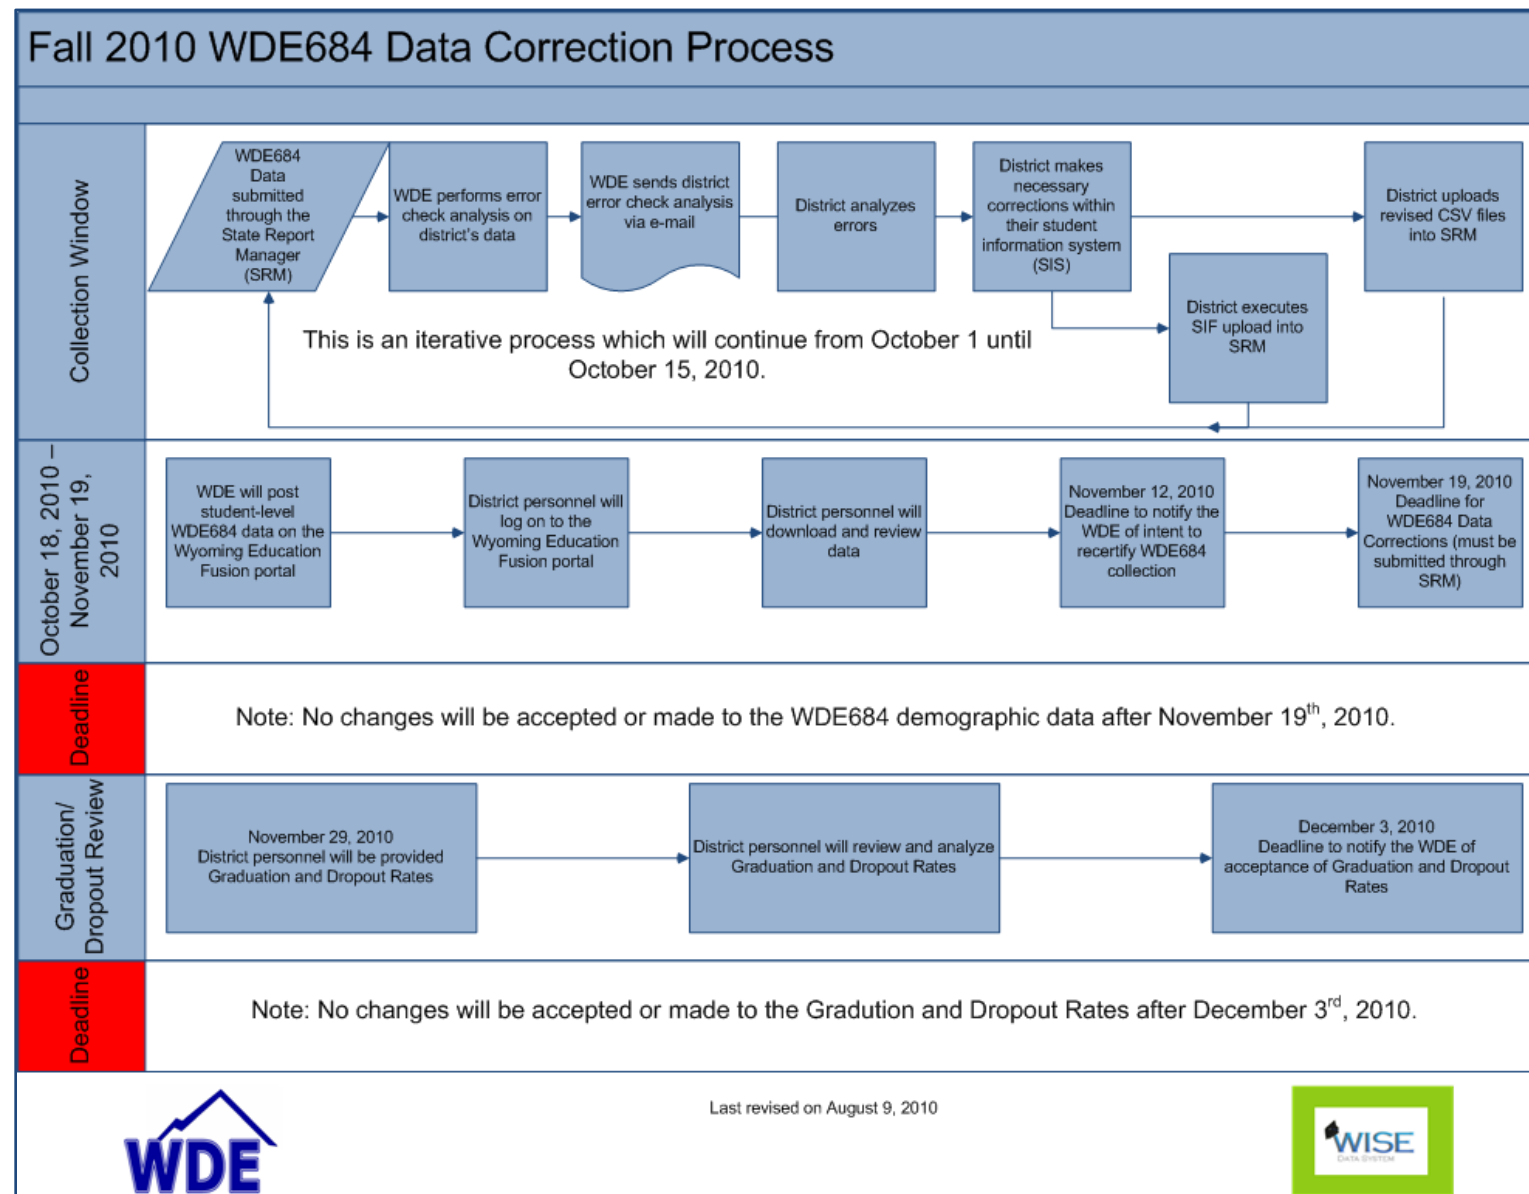 Fall 2010 WDE684 Data Correction Process
Collection Window
WDE684
Data
submitted
through the
State Report
Manager
(SRM)
WDE performs error
check analysis on
district's data
WDE sends district
error check analysis
via e-mail
District analyzes
errors
District makes
necessary
corrections within
their student
information system
(SIS)
District uploads
revised CSV files
into SRM
District executes
SIF upload into
SRM
This is an iterative process which will continue from October 1 until
October 15, 2010.
October 18, 2010 –
November 19,
2010
WDE will post
student-level
WDE684 data on the
Wyoming Education
Fusion portal
District personnel will
log on to the
Wyoming Education
Fusion portal
District personnel will
download and review
data
November 12, 2010
Deadline to notify the
WDE of intent to
recertify WDE684
collection
November 19, 2010
Deadline for
WDE684 Data
Corrections (must be
submitted through
SRM)
Deadline
Note: No changes will be accepted or made to the WDE684 demographic data after November 19th, 2010.
Graduation/
Dropout Review
November 29, 2010
District personnel will be provided
Graduation and Dropout Rates
District personnel will review and analyze
Graduation and Dropout Rates
December 3, 2010
Deadline to notify the WDE of
acceptance of Graduation and Dropout
Rates
Deadline
Note: No changes will be accepted or made to the Gradution and Dropout Rates after December 3rd, 2010.
WDE
Last revised on August 9, 2010
WISE
DATA SYSTEM